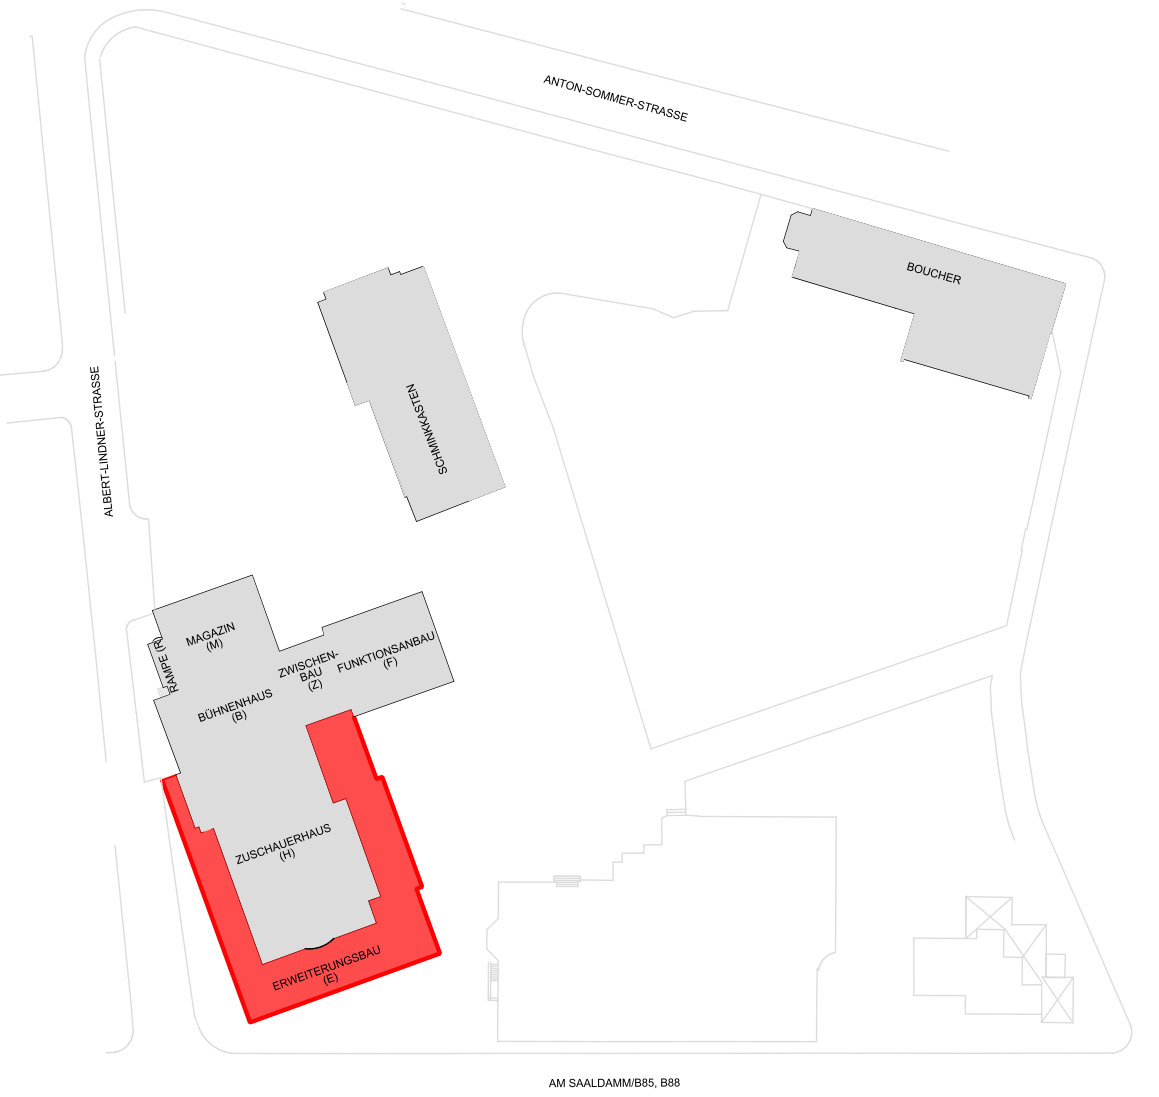 ANTON-SOMMER-STRASSE
BOUCHER
ALBERT-LINDNER-STRASSE
SCHMINKKASTEN
MAGAZIN
(M)
RAMPE (R)
ZWISCHEN-
BAU
(Z)
FUNKTIONSANBAU
(F)
BÜHNENHAUS
(B)
ZUSCHAUERHAUS
(H)
ERWEITERUNGSBAU
(E)
AM SAALDAMM/B85, B88